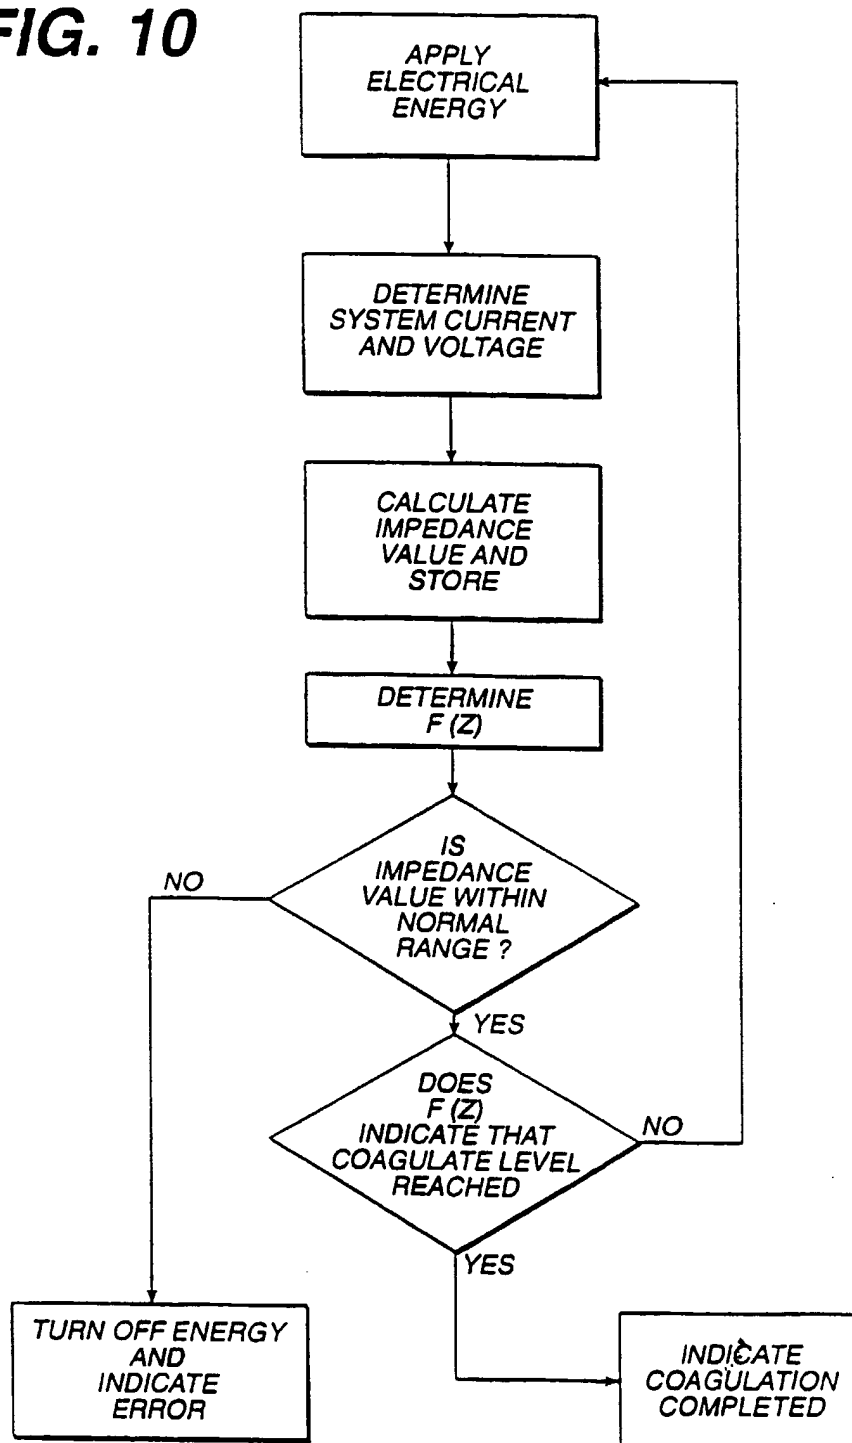 FIG. 10
APPLY
ELECTRICAL
ENERGY
DETERMINE
SYSTEM CURRENT
AND VOLTAGE
CALCULATE
IMPEDANCE
VALUE AND
STORE
DETERMINE
F (Z)
IS
IMPEDANCE
VALUE WITHIN
NORMAL
RANGE ?
NO
YES
DOES
F (Z)
INDICATE THAT
COAGULATE LEVEL
REACHED
NO
YES
TURN OFF ENERGY
AND
INDICATE
ERROR
INDICATE
COAGULATION
COMPLETED